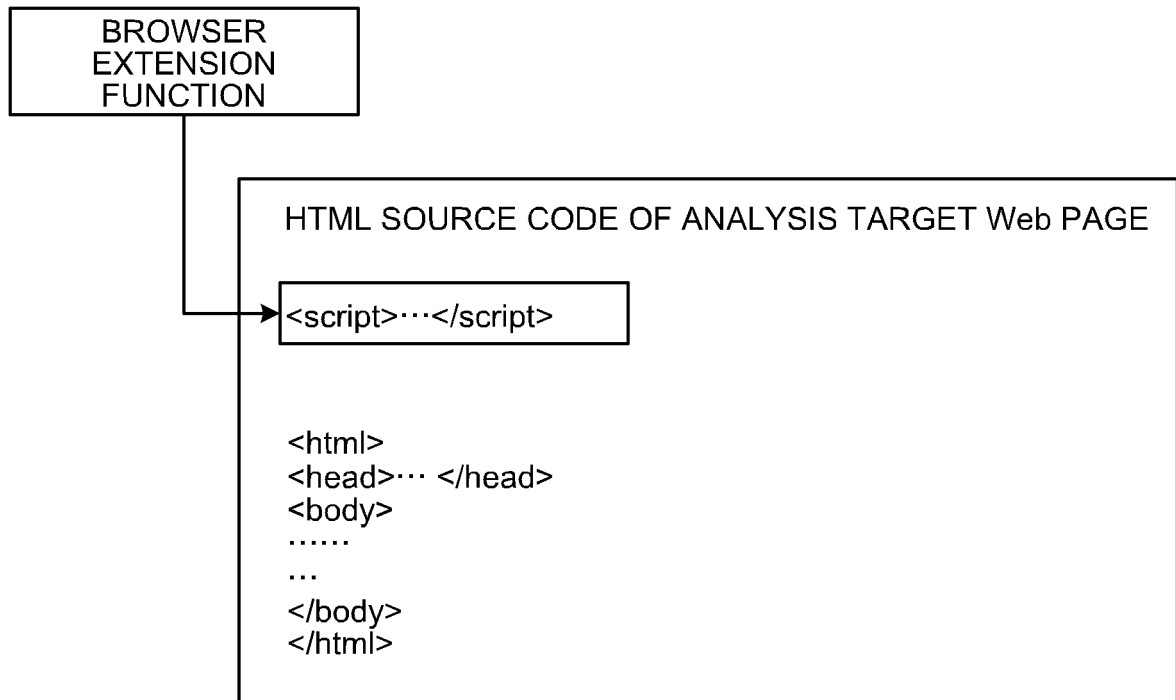 BROWSER
EXTENSION
FUNCTION
HTML SOURCE CODE OF ANALYSIS TARGET Web PAGE
<script>⋯</script>
<html>
<head>⋯ </head>
<body>
⋯⋯
⋯
</body>
</html>